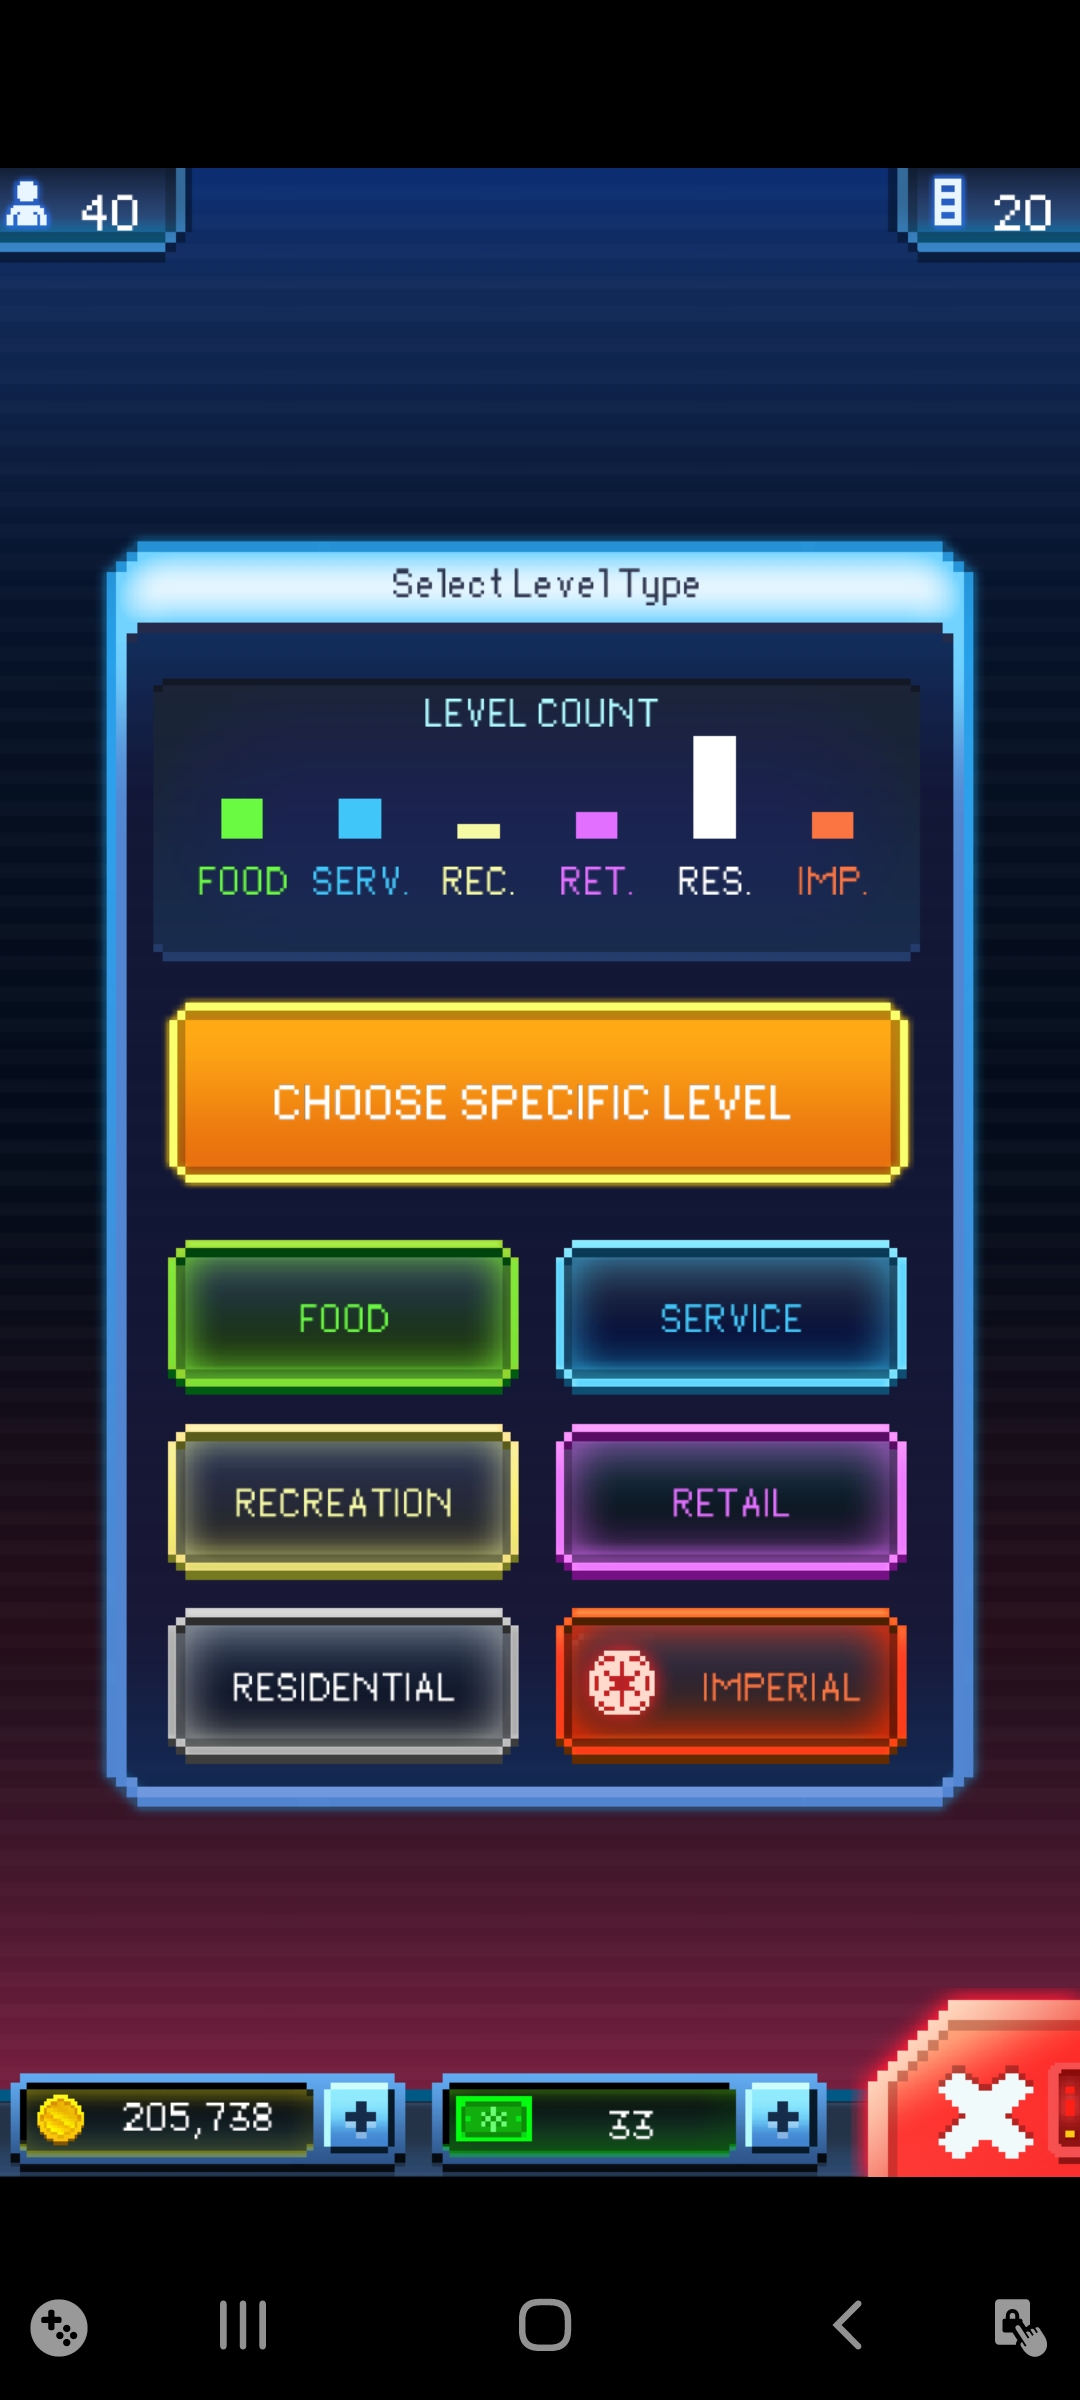 40
20
Select Level Type
LEVEL COUNT
FOOD SERV. REC. RET. RES. IMP.
CHOOSE SPECIFIC LEVEL
FOOD SERVICE
RECREATION RETAIL
RESIDENTIAL IMPERIAL
205,738 33